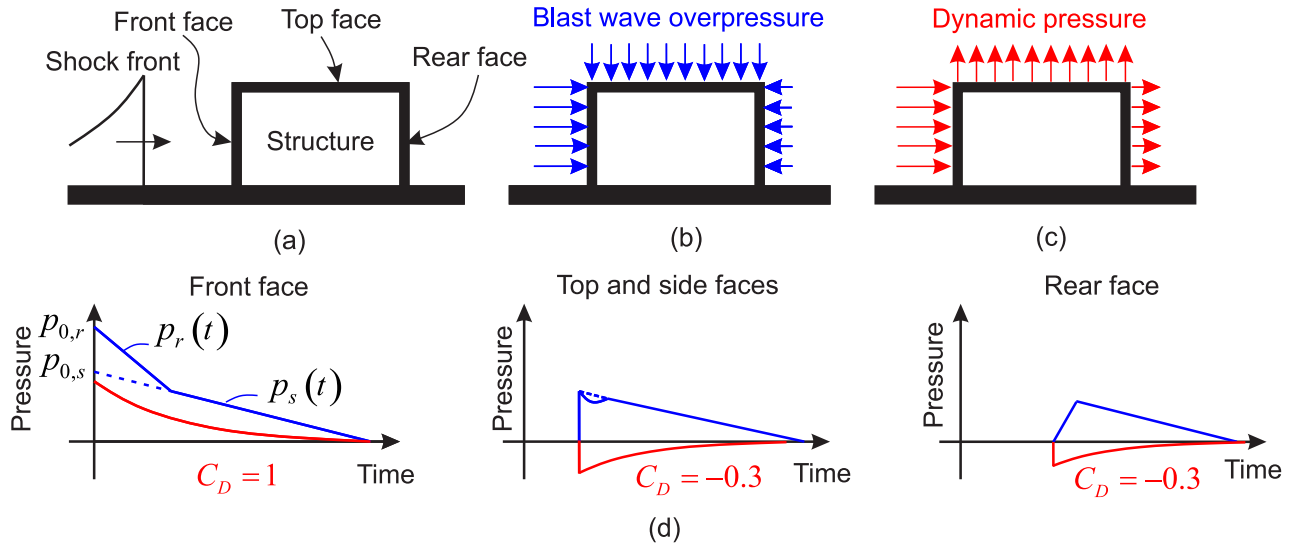 Front face
Top face
Rear face
Shock front
Structure
(a)
Blast wave overpressure
(b)
Dynamic pressure
(c)
Front face
Pressure
p0,r
p0,s
pr(t)
ps(t)
CD = 1
Time
Top and side faces
Pressure
CD = −0.3
Time
Rear face
Pressure
CD = −0.3
Time
(d)